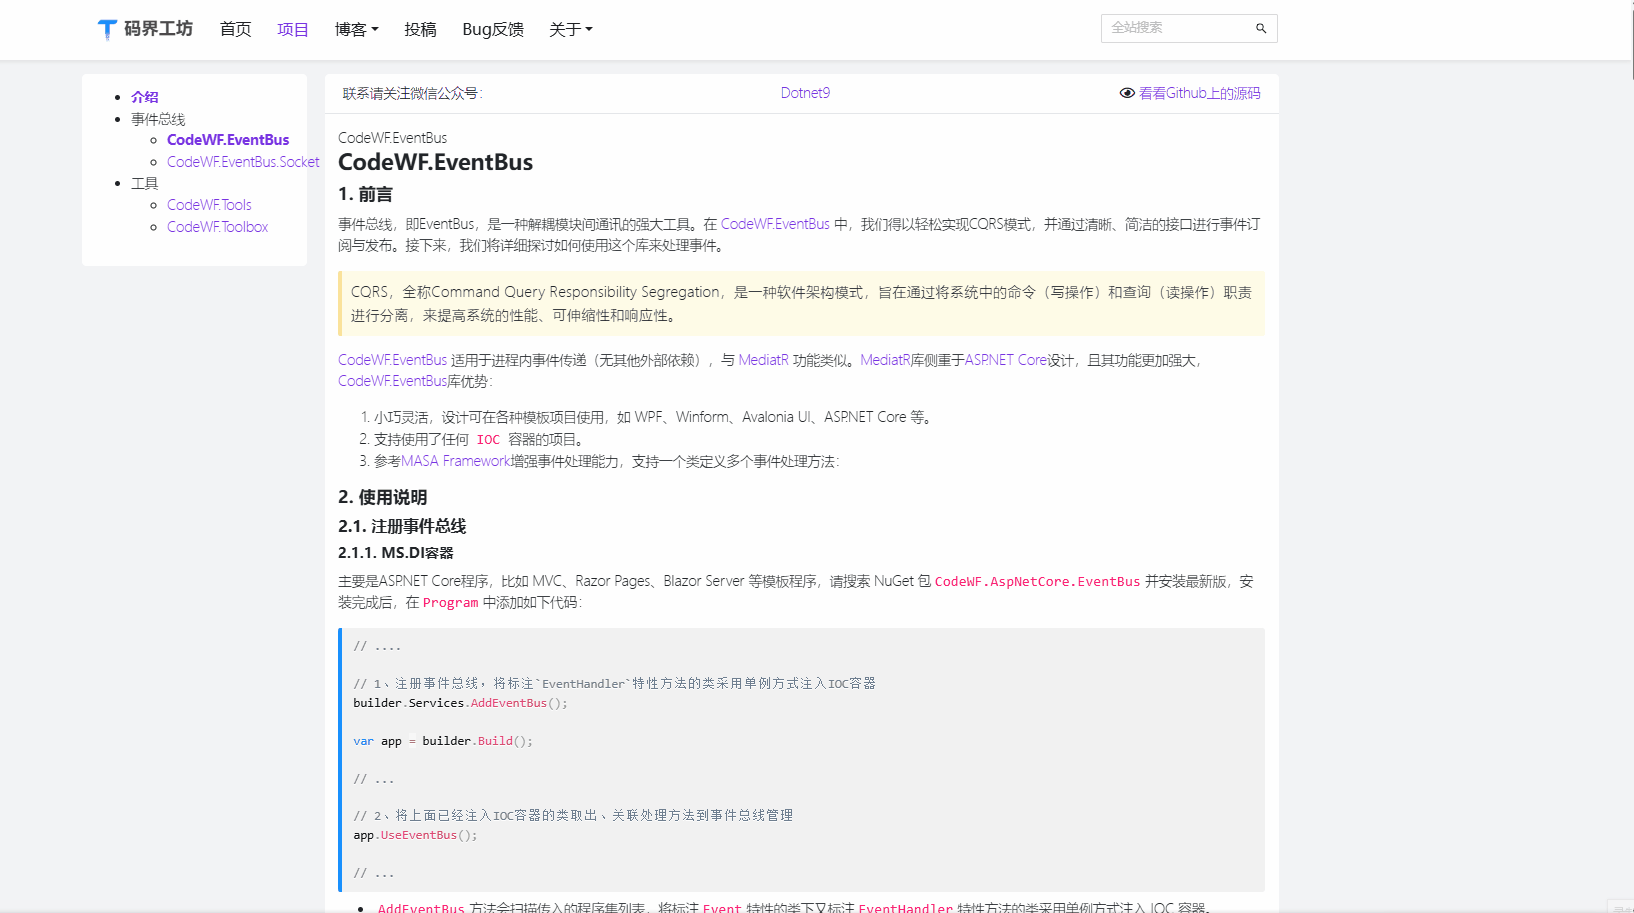 码界工坊
首页
项目
博客
投稿
Bug反馈
关于
全站搜索
介绍
事件总线
CodeWF.EventBus
CodeWF.EventBus.Socket
工具
CodeWF.Tools
CodeWF.Toolbox
联系请关注微信公众号：
Dotnet9
看看Github上的源码
CodeWF.EventBus
CodeWF.EventBus
1. 前言
事件总线，即EventBus，是一种解耦模块间通讯的强大工具。在 CodeWF.EventBus 中，我们得以轻松实现CQRS模式，并通过清晰、简洁的接口进行事件订
阅与发布。接下来，我们将详细探讨如何使用这个库来处理事件。
CQRS，全称Command Query Responsibility Segregation，是一种软件架构模式，旨在通过将系统中的命令（写操作）和查询（读操作）职责
进行分离，来提高系统的性能、可伸缩性和响应性。
CodeWF.EventBus 适用于进程内事件传递（无其他外部依赖），与 MediatR 功能类似。MediatR库侧重于ASP.NET Core设计，且其功能更加强大，
CodeWF.EventBus库优势：
1. 小巧灵活，设计可在各种模板项目使用，如 WPF、Winform、Avalonia UI、ASP.NET Core 等。
2. 支持使用了任何 IOC 容器的项目。
3. 参考MASA Framework增强事件处理能力，支持一个类定义多个事件处理方法：
2. 使用说明
2.1. 注册事件总线
2.1.1. MS.DI容器
主要是ASP.NET Core程序，比如 MVC、Razor Pages、Blazor Server 等模板程序，请搜索 NuGet 包 CodeWF.AspNetCore.EventBus 并安装最新版，安
装完成后，在 Program 中添加如下代码：
// ....
// 1、注册事件总线，将标注`EventHandler`特性方法的类采用单例方式注入IOC容器
builder.Services.AddEventBus();
var app = builder.Build();
// ...
// 2、将上面已经注入IOC容器的类取出、关联处理方法到事件总线管理
app.UseEventBus();
// ...
AddEventBus 方法会扫描传入的程序集列表，将标注 Event 特性的类下又标注 EventHandler 特性方法的类采用单例方式注入 IOC 容器。